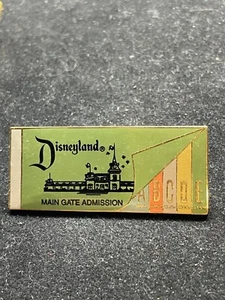 Disneyland®
A B C D E
MAIN GATE ADMISSION